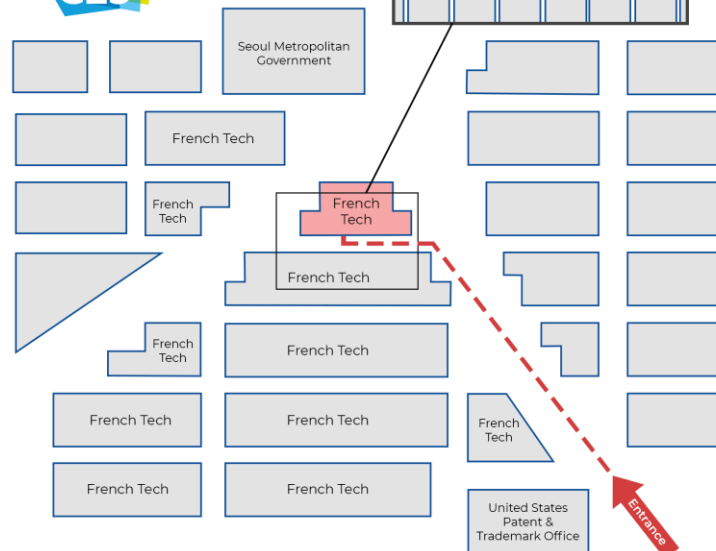 Seoul Metropolitan
Government
French Tech
French
Tech
French
Tech
French Tech
French
Tech
French Tech
French Tech
French Tech
French
Tech
French Tech
French Tech
United States
Patent &
Trademark Office
Entrance